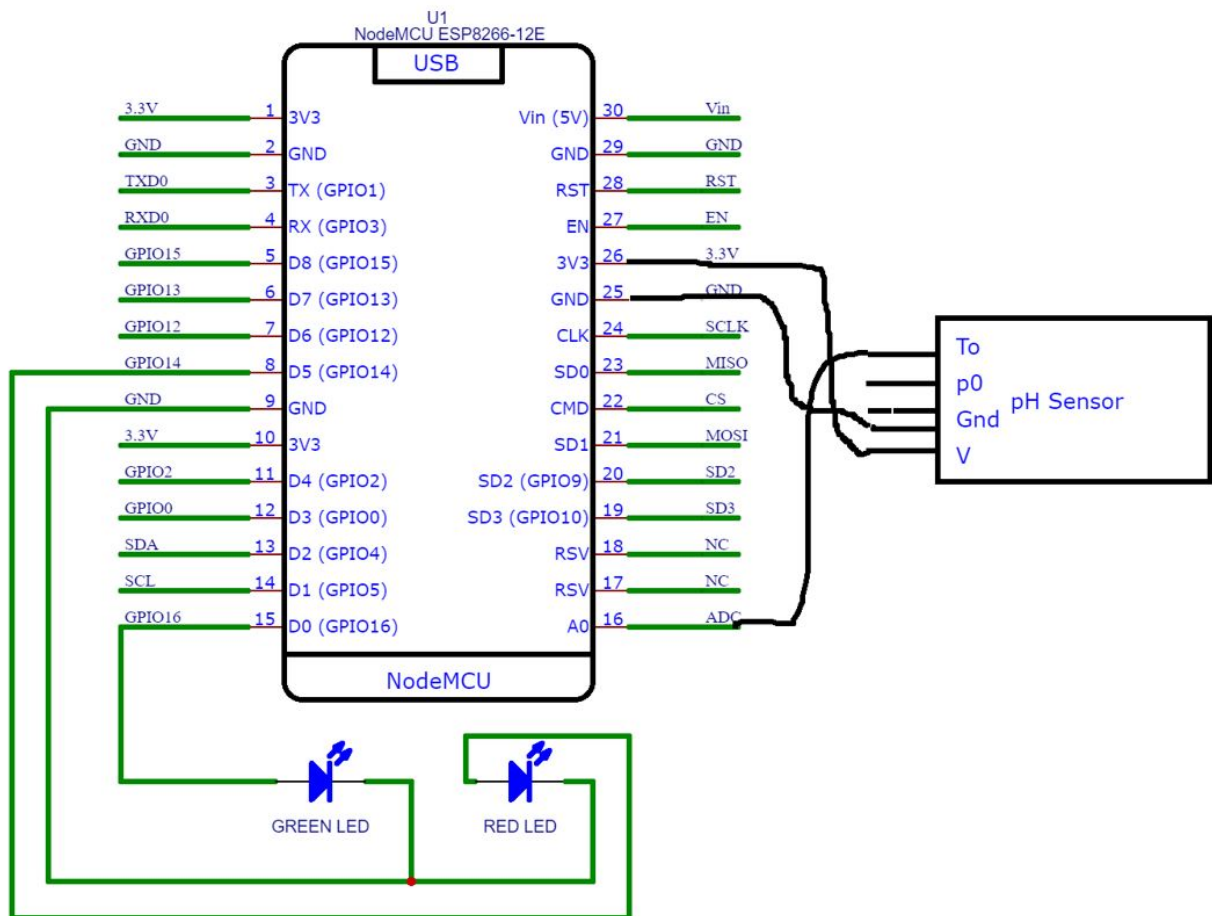 U1
NodeMCU ESP8266-12E
USB
3.3V 1 3V3 Vin (5V) 30 Vin
GND 2 GND GND 29 GND
TXD0 3 TX (GPIO1) RST 28 RST
RXD0 4 RX (GPIO3) EN 27 EN
GPIO15 5 D8 (GPIO15) 3V3 26 3.3V
GPIO13 6 D7 (GPIO13) GND 25 GND
GPIO12 7 D6 (GPIO12) CLK 24 SCLK
GPIO14 8 D5 (GPIO14) SD0 23 MISO
GND 9 GND CMD 22 CS
3.3V 10 3V3 SD1 21 MOSI
GPIO2 11 D4 (GPIO2) SD2 (GPIO9) 20 SD2
GPIO0 12 D3 (GPIO0) SD3 (GPIO10) 19 SD3
SDA 13 D2 (GPIO4) RSV 18 NC
SCL 14 D1 (GPIO5) RSV 17 NC
GPIO16 15 D0 (GPIO16) A0 16 ADC
NodeMCU
To
p0
pH Sensor
Gnd
V
GREEN LED
RED LED